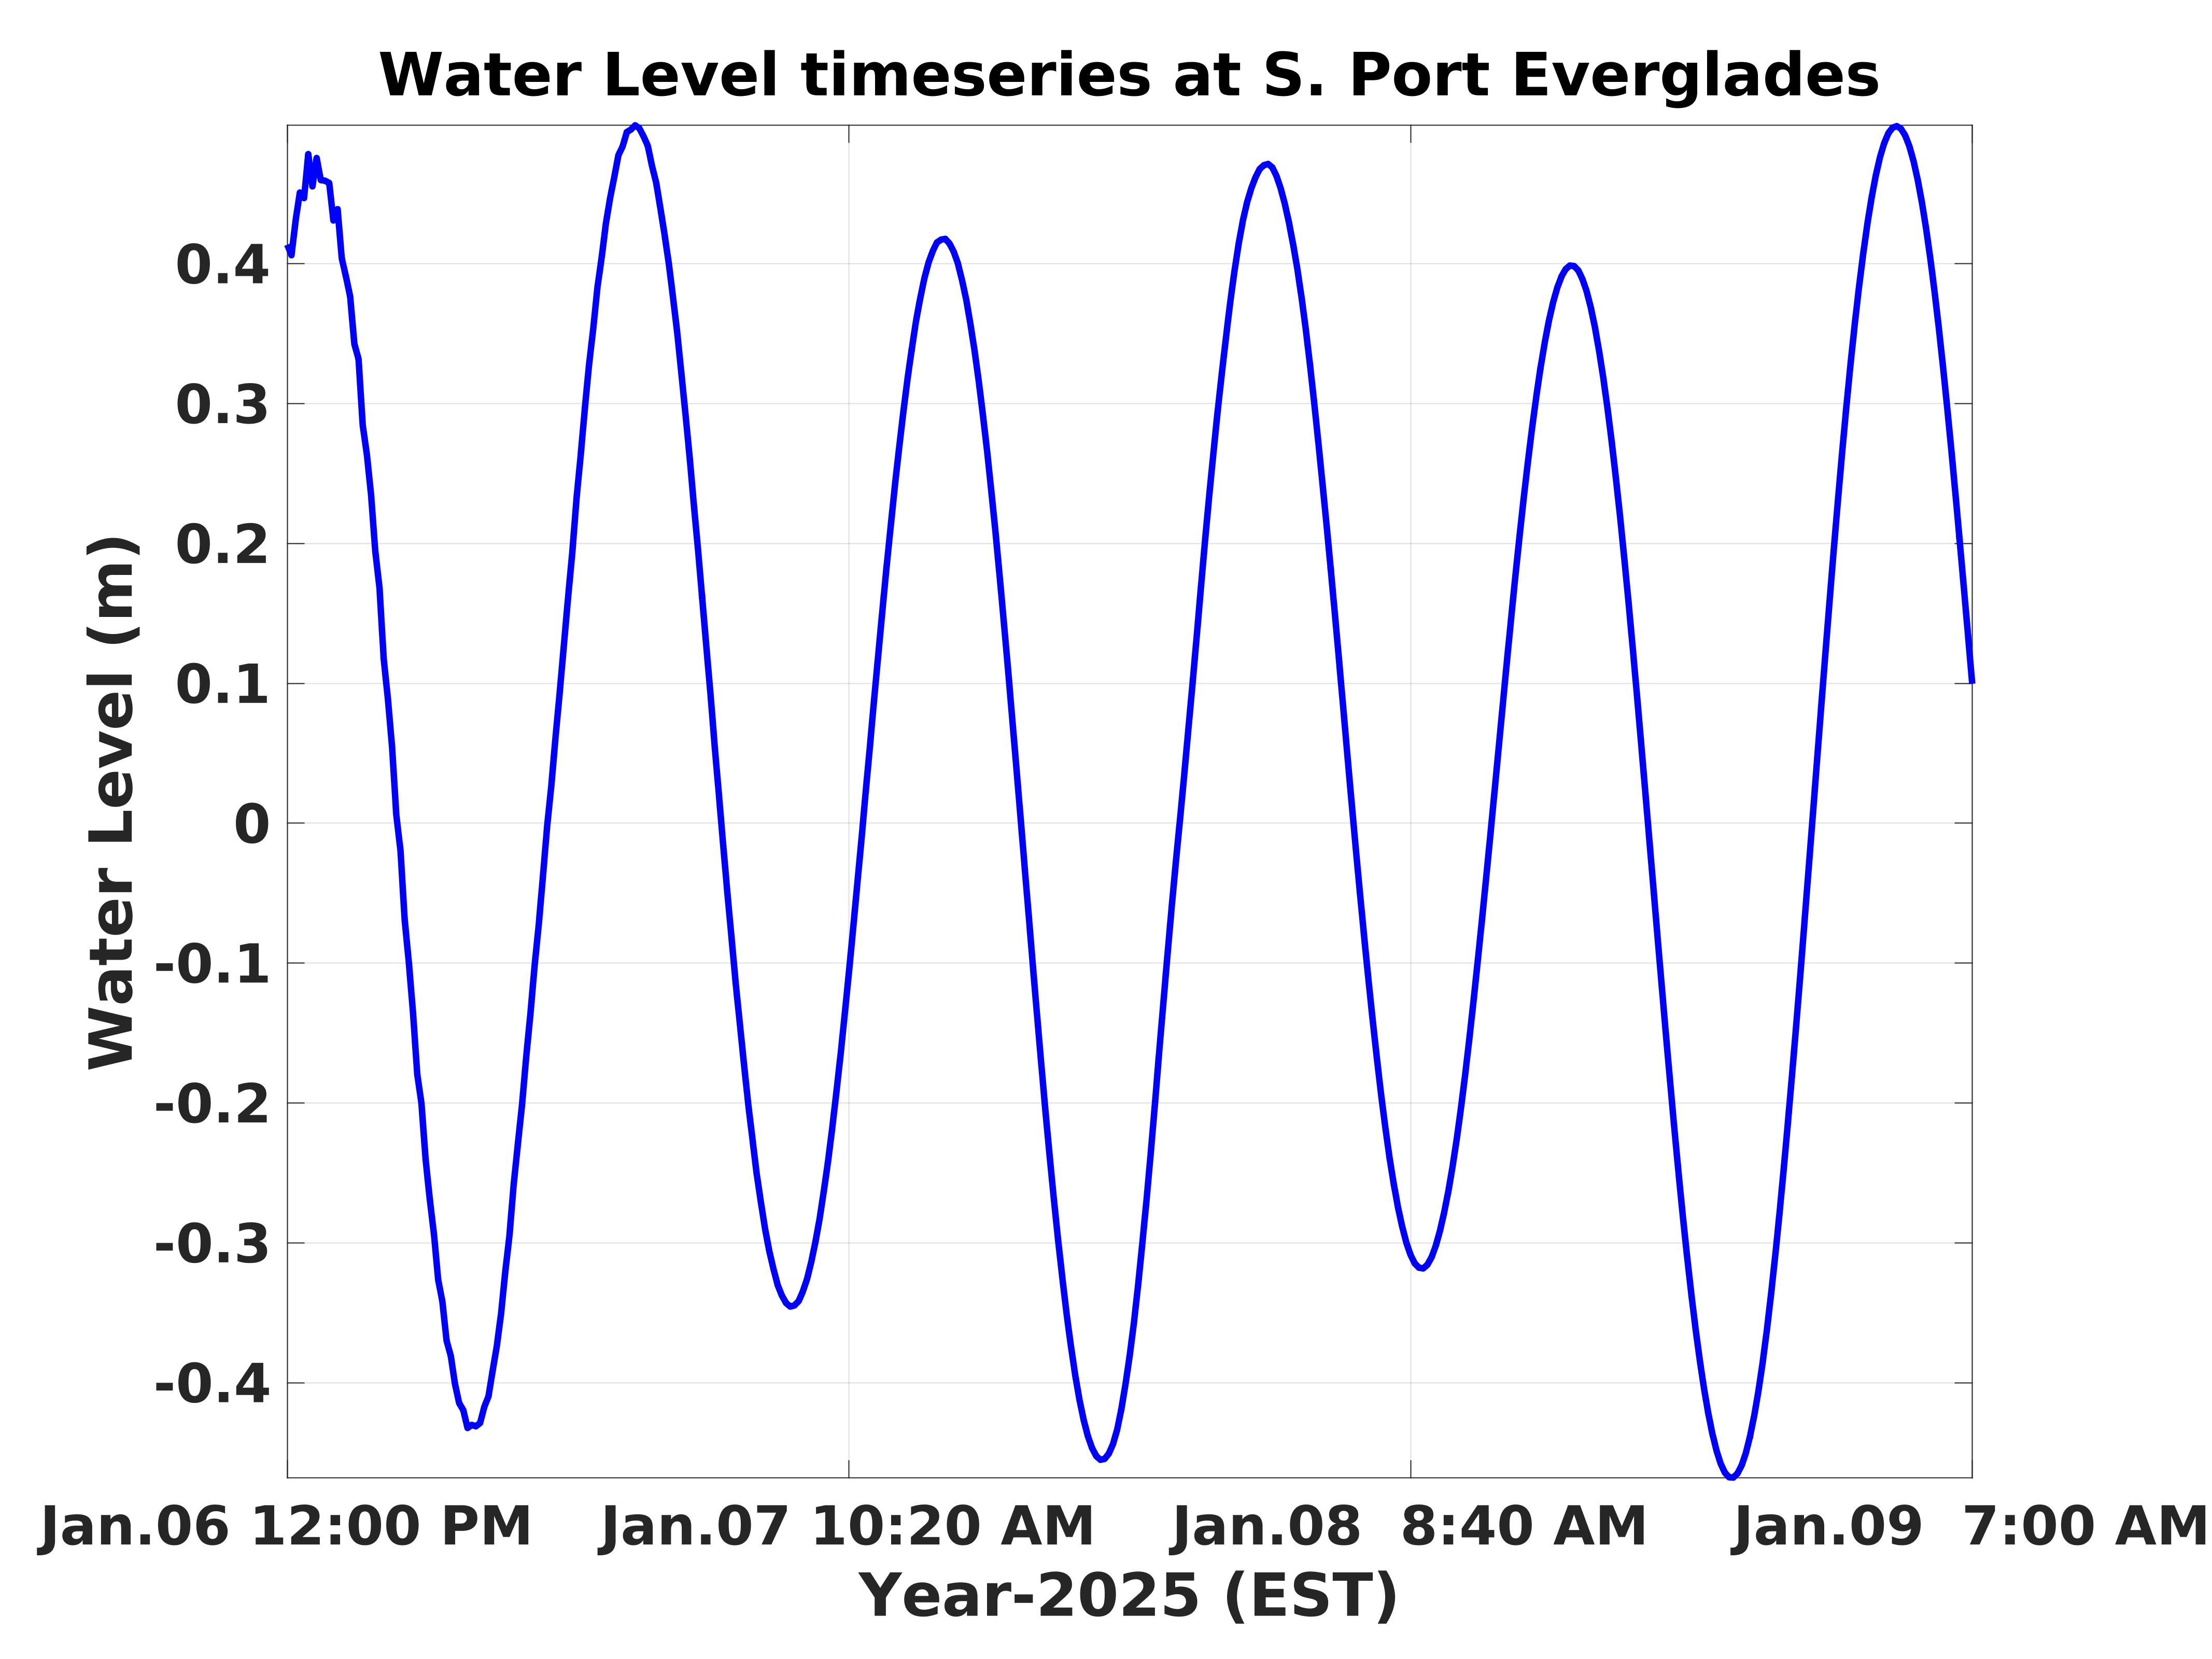 Water Level timeseries at S. Port Everglades
Water Level (m)
0.4
0.3
0.2
0.1
0
-0.1
-0.2
-0.3
-0.4
Jan.06 12:00 PM
Jan.07 10:20 AM
Jan.08 8:40 AM
Jan.09 7:00 AM
Year-2025 (EST)